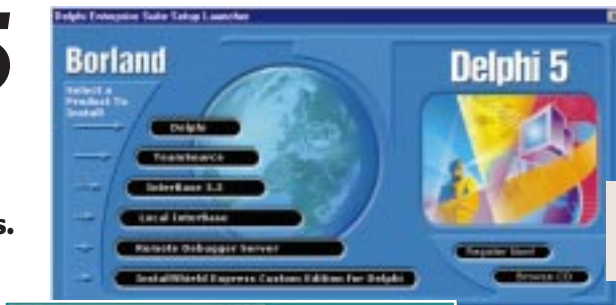 5
s.
Delphi Enterprise Suite Setup Launcher
Borland
Select a
Product To
Install
Delphi
TeamSource
InterBase 5.5
Local InterBase
Remote Debugger Server
InstallShield Express Custom Edition for Delphi
Delphi 5
Register Now!
Browse CD